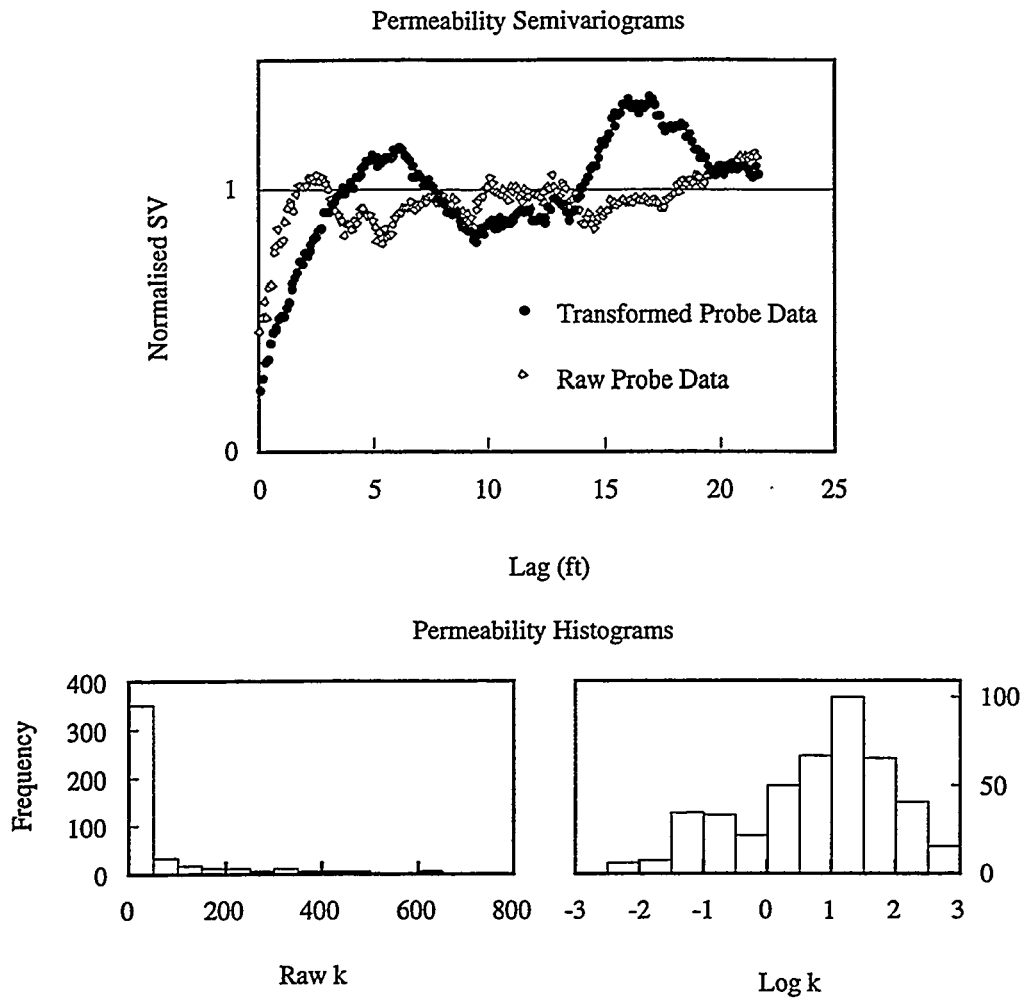 Permeability Semivariograms
Normalised SV
1
0
Transformed Probe Data
Raw Probe Data
0 5 10 15 20 25
Lag (ft)
Permeability Histograms
Frequency
400
300
200
100
0
0 200 400 600 800
Raw k
100
50
0
-3 -2 -1 0 1 2 3
Log k